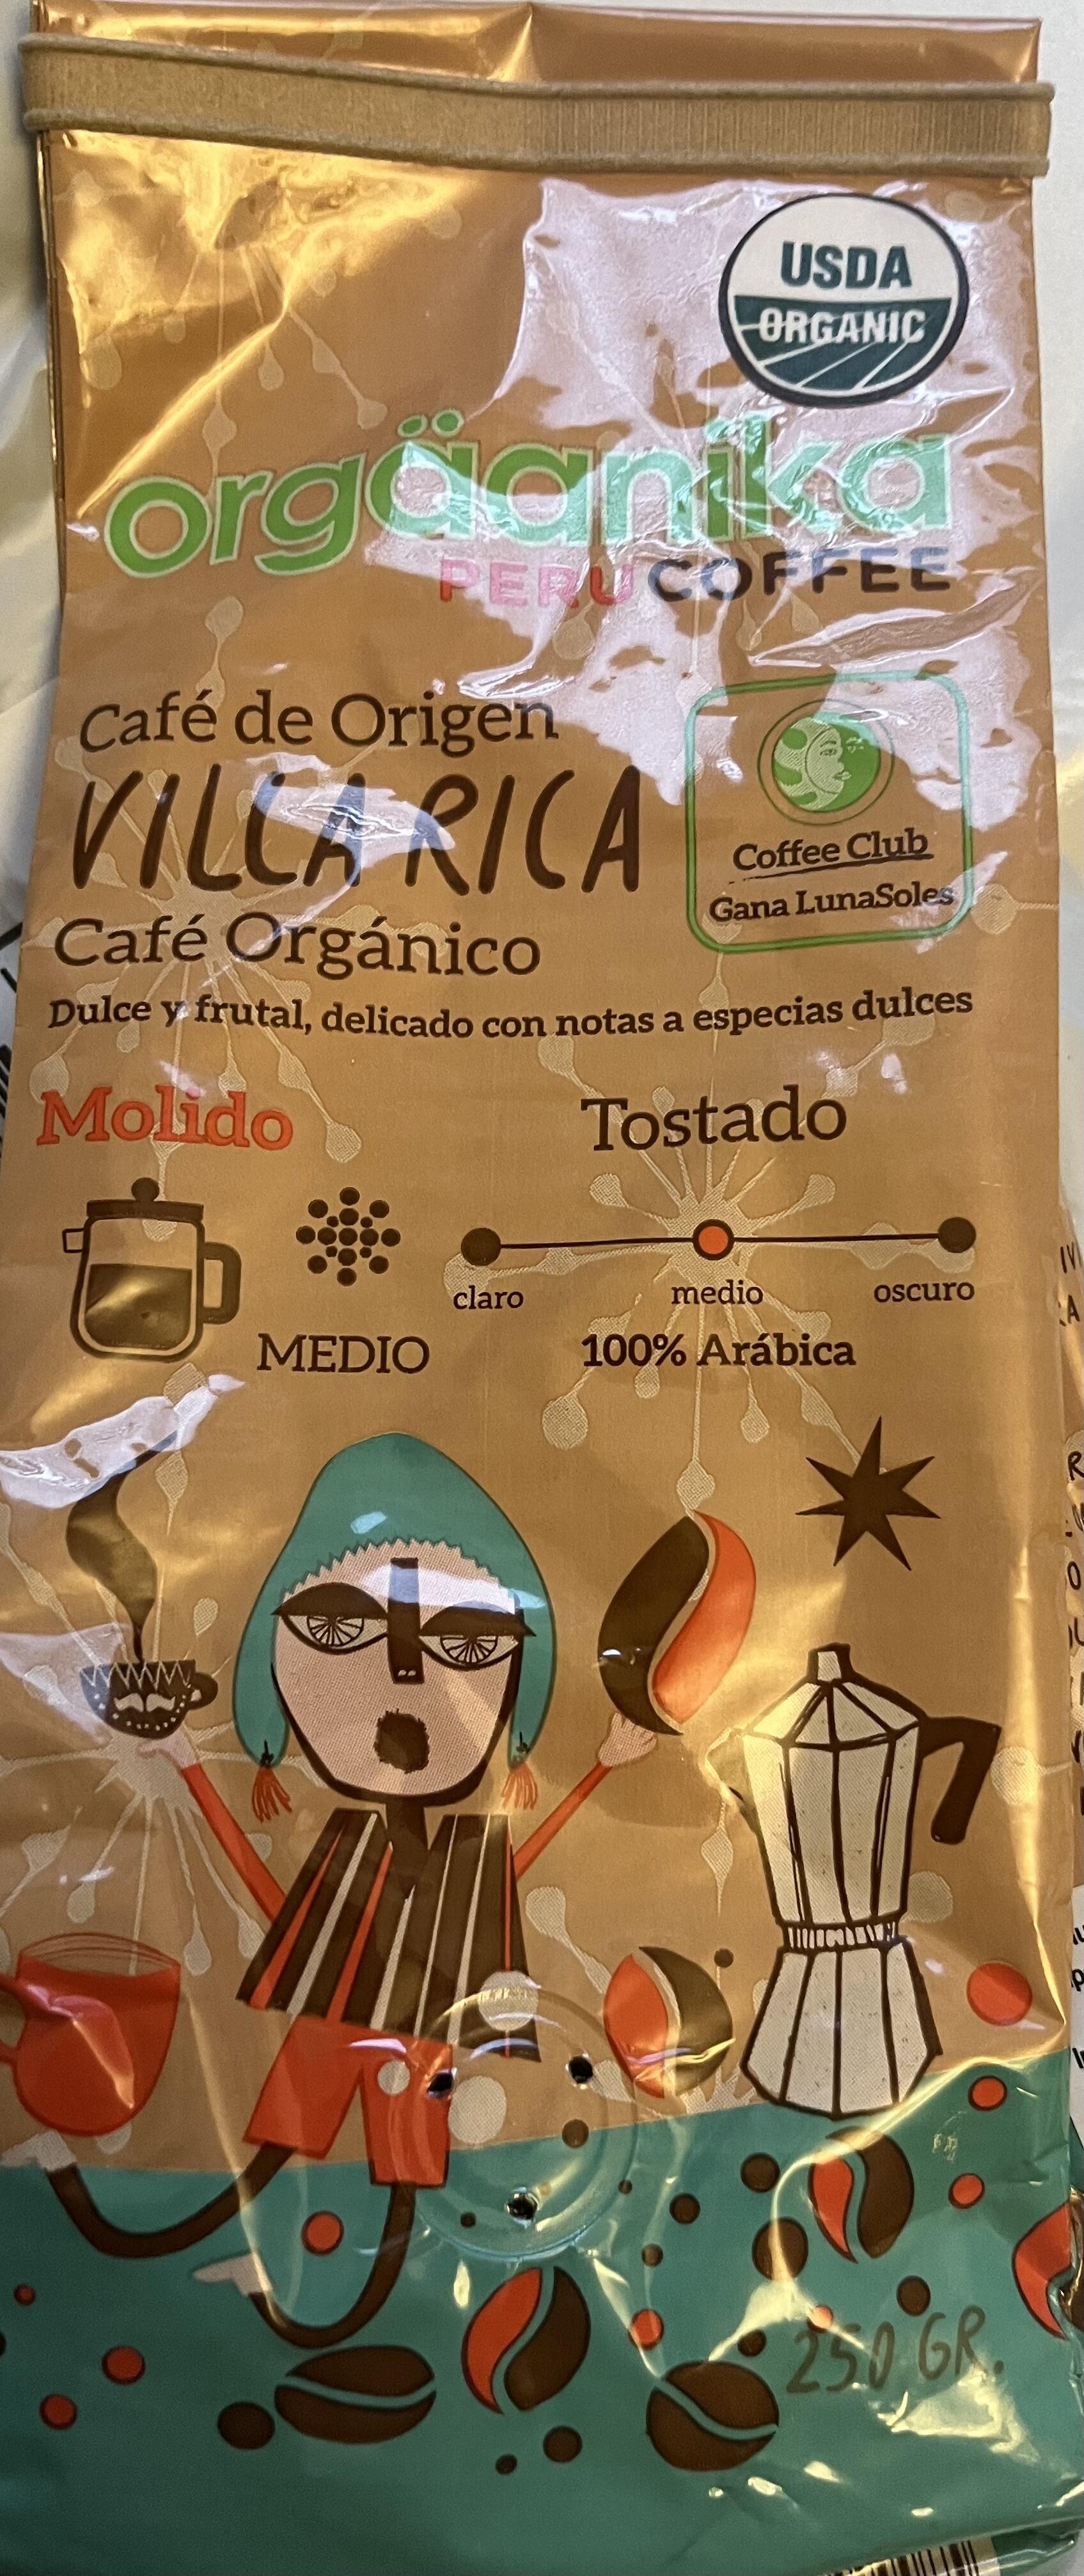 USDA
ORGANIC
orgäanika
PERU COFFEE
Café de Origen
VILLA RICA
Coffee Club
Gana LunaSoles
Café Orgánico
Dulce y frutal, delicado con notas a especias dulces
Molido
Tostado
claro
medio
oscuro
MEDIO
100% Arábica
250 GR.